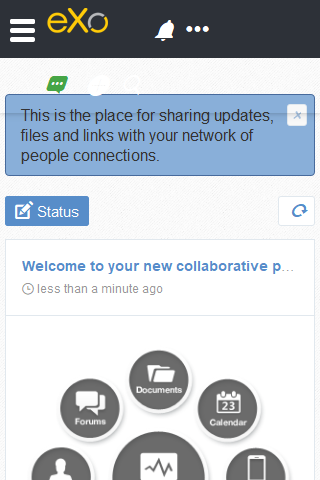 eXo
This is the place for sharing updates,
files and links with your network of
people connections.
×
Status
Welcome to your new collaborative p...
less than a minute ago
Documents
Forums
23
Calendar